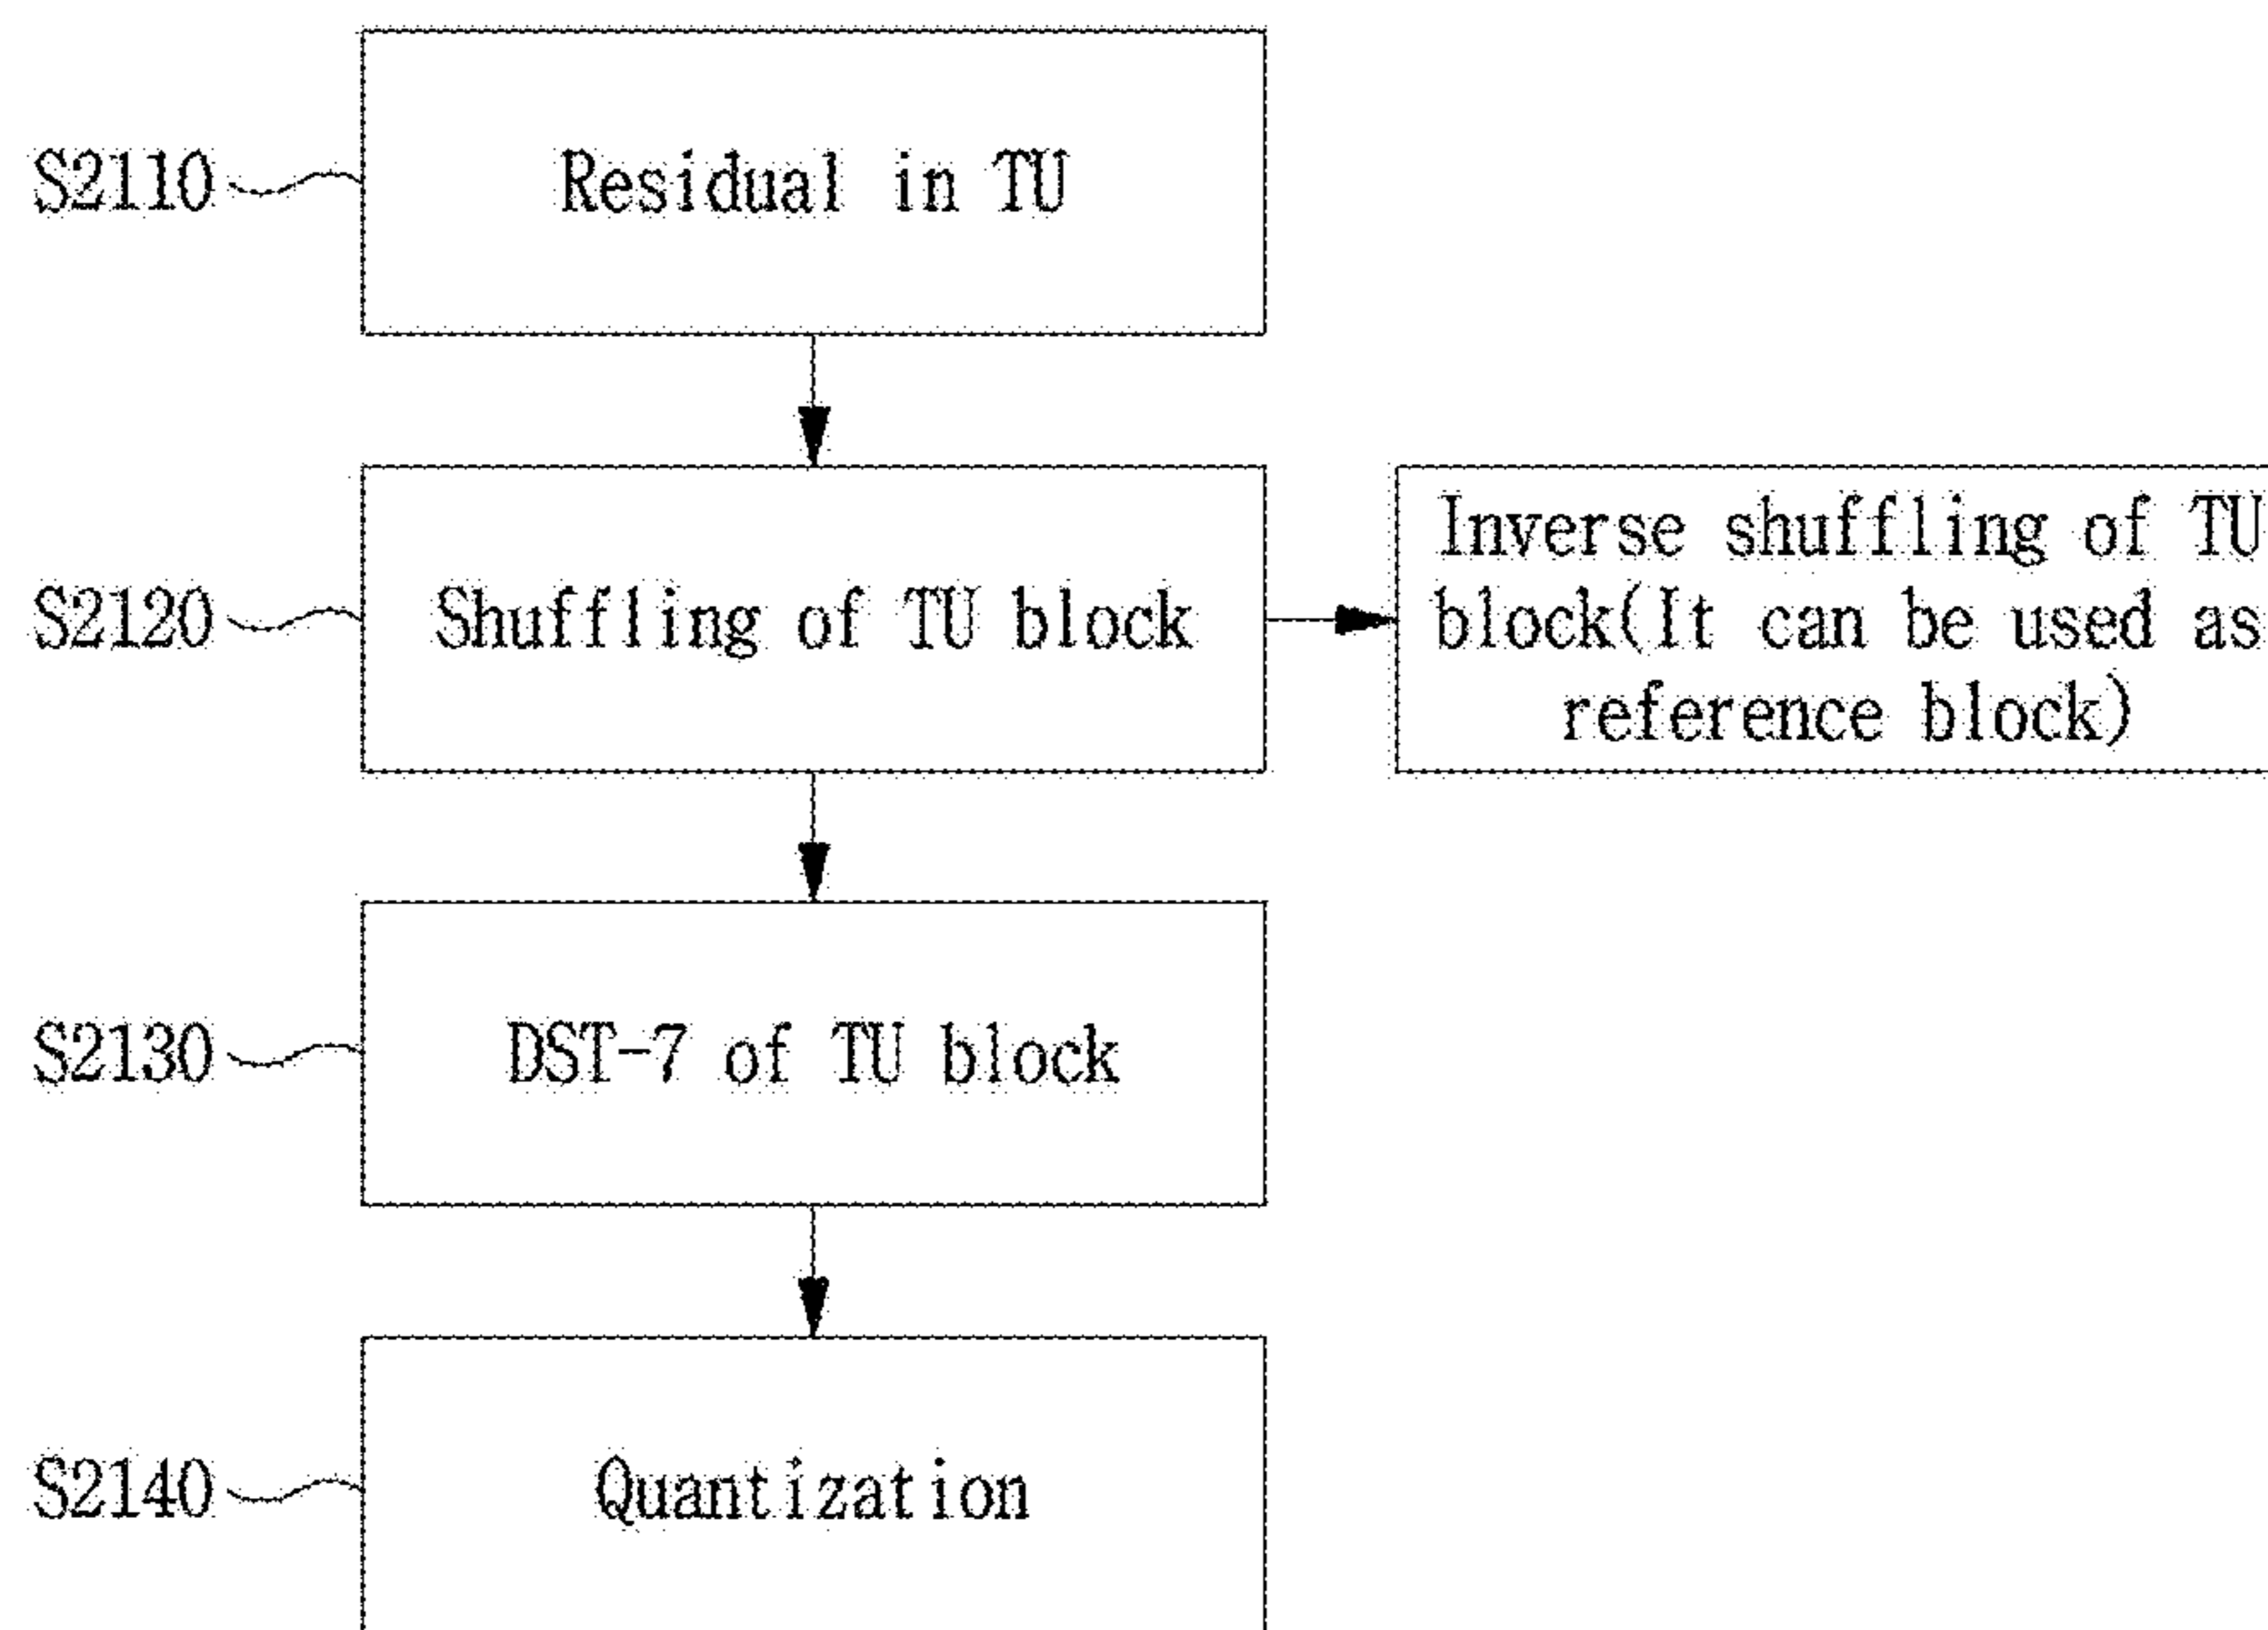 S2110
Residual in TU
S2120
Shuffling of TU block
Inverse shuffling of TU
block(It can be used as
reference block)
S2130
DST-7 of TU block
S2140
Quantization